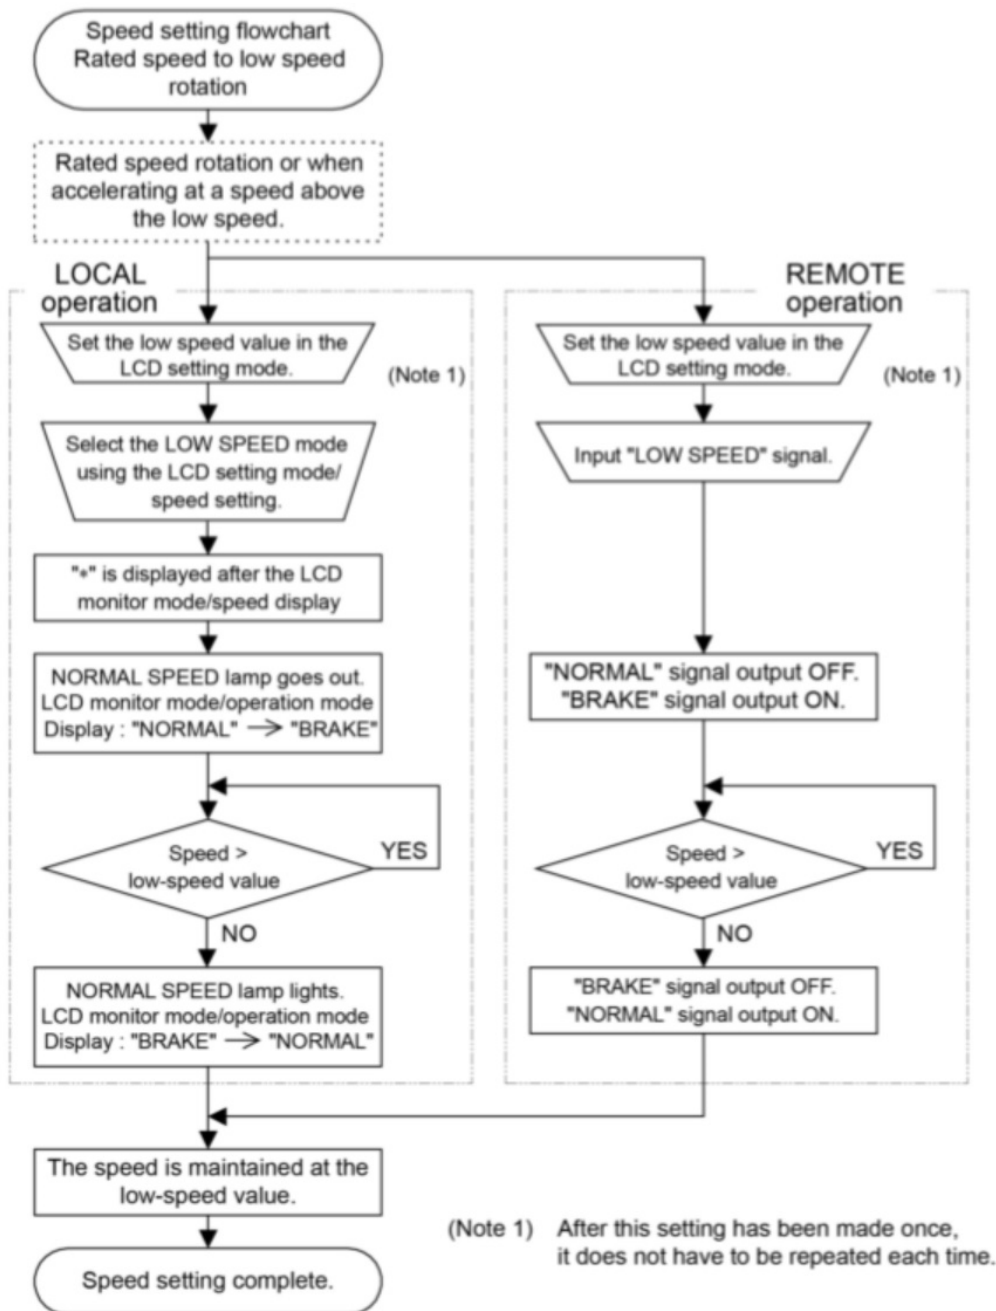 Speed setting flowchart
Rated speed to low speed
rotation
Rated speed rotation or when
accelerating at a speed above
the low speed.
LOCAL
operation
Set the low speed value in the
LCD setting mode.
(Note 1)
Select the LOW SPEED mode
using the LCD setting mode/
speed setting.
"*" is displayed after the LCD
monitor mode/speed display
NORMAL SPEED lamp goes out.
LCD monitor mode/operation mode
Display : "NORMAL" → "BRAKE"
Speed >
low-speed value
YES
NO
NORMAL SPEED lamp lights.
LCD monitor mode/operation mode
Display : "BRAKE" → "NORMAL"
REMOTE
operation
Set the low speed value in the
LCD setting mode.
(Note 1)
Input "LOW SPEED" signal.
"NORMAL" signal output OFF.
"BRAKE" signal output ON.
Speed >
low-speed value
YES
NO
"BRAKE" signal output OFF.
"NORMAL" signal output ON.
The speed is maintained at the
low-speed value.
Speed setting complete.
(Note 1) After this setting has been made once,
it does not have to be repeated each time.